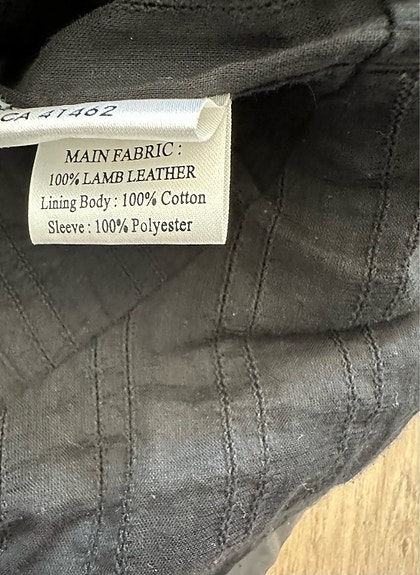 CA 41462
MAIN FABRIC :
100% LAMB LEATHER
Lining Body : 100% Cotton
Sleeve : 100% Polyester